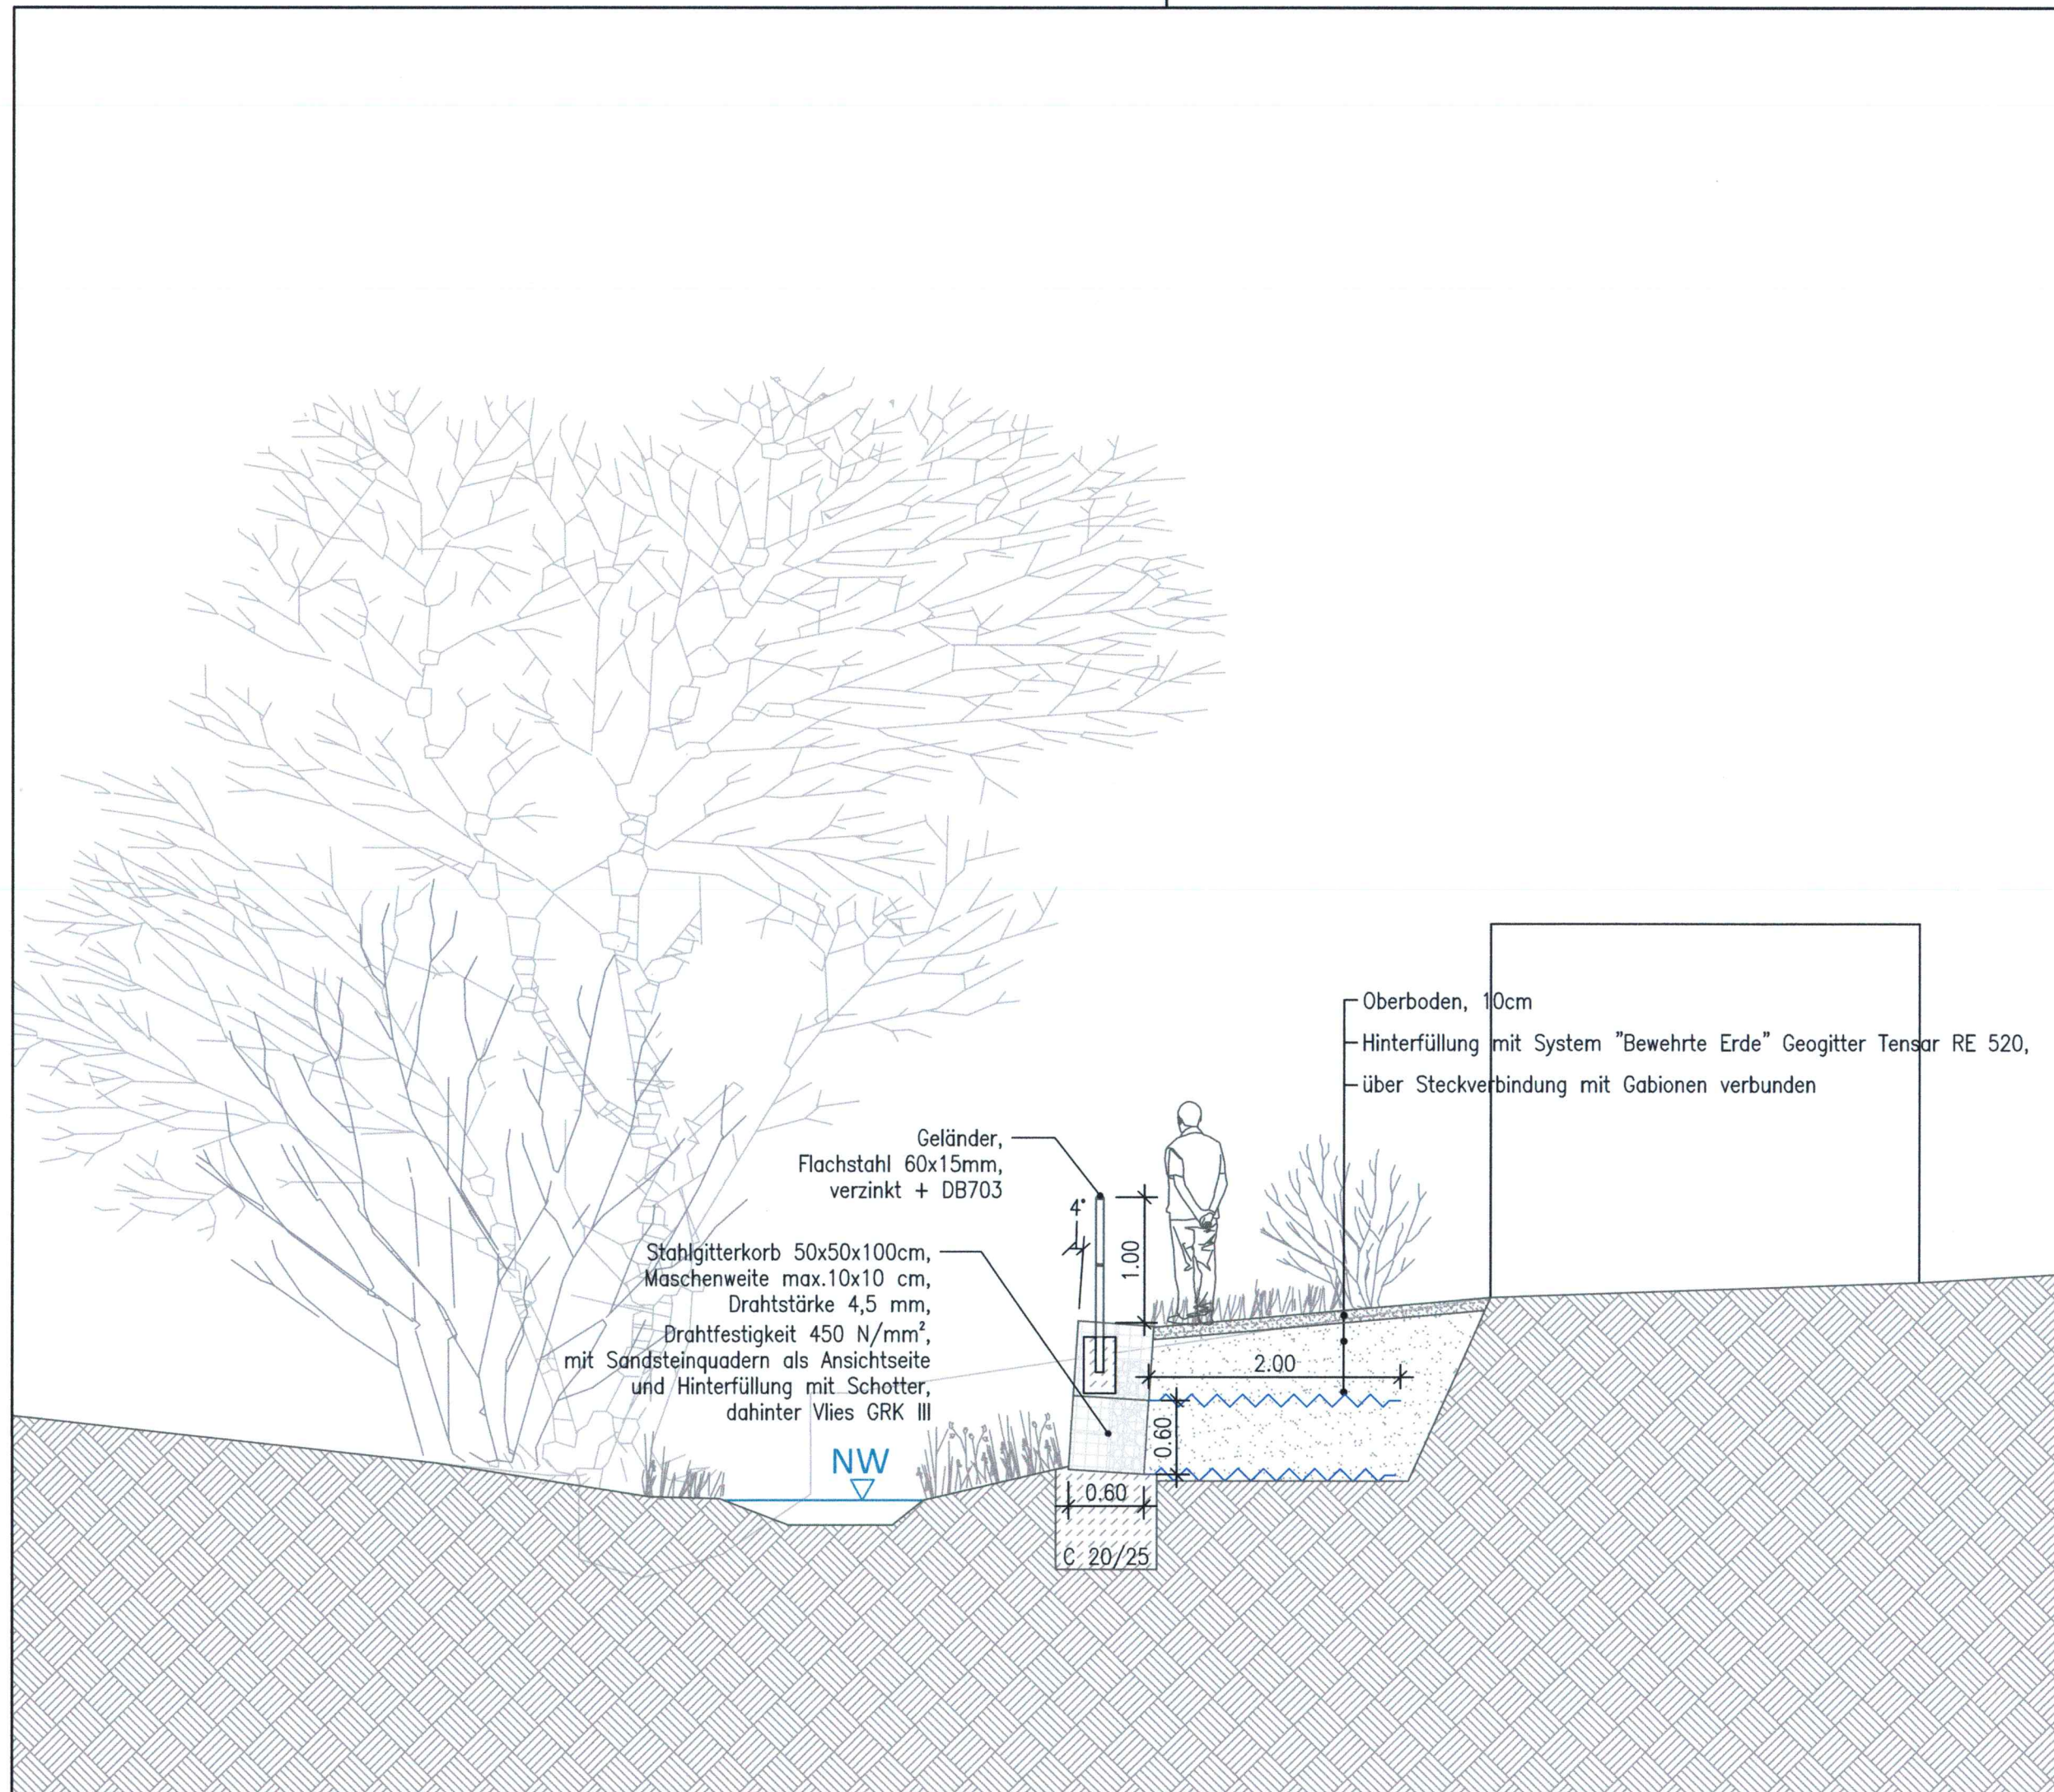 Oberboden, 10cm
Hinterfüllung mit System "Bewehrte Erde" Geogitter Tensar RE 520,
über Steckverbindung mit Gabionen verbunden
Geländer,
Flachstahl 60x15mm,
verzinkt + DB703
4°
1.00
Stahlgitterkorb 50x50x100cm,
Maschenweite max.10x10 cm,
Drahtstärke 4,5 mm,
Drahtfestigkeit 450 N/mm²,
mit Sandsteinquadern als Ansichtseite
und Hinterfüllung mit Schotter,
dahinter Vlies GRK III
2.00
0.60
NW
0.60
C 20/25